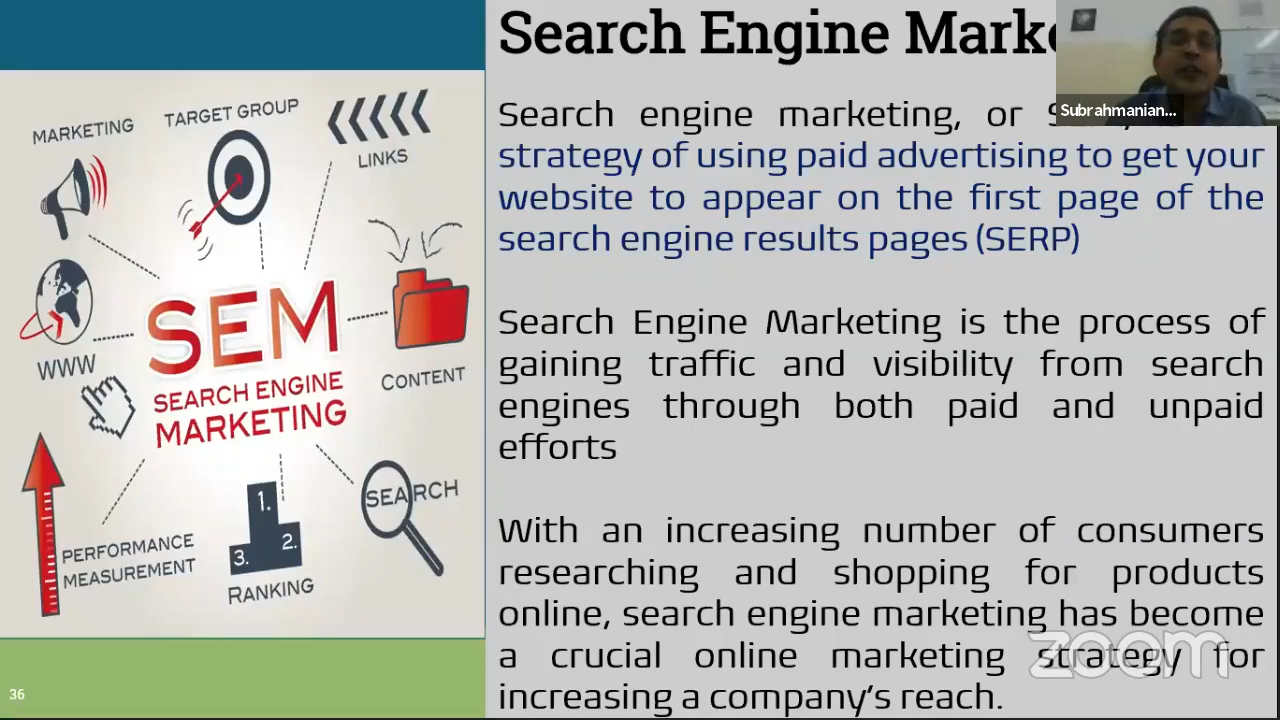 Search Engine
Subrahmanian...
Search engine marketing, or
strategy of using paid advertising to get your
website to appear on the first page of the
search engine results pages (SERP)
Search Engine Marketing is the process of
gaining traffic and visibility from search
engines through both paid and unpaid
efforts
With an increasing number of consumers
researching and shopping for products
online, search engine marketing has become
a crucial online marketing strategy for
increasing a company's reach.
zoom
MARKETING
TARGET GROUP
LINKS
WWW
SEM
SEARCH ENGINE
MARKETING
CONTENT
PERFORMANCE
MEASUREMENT
1.
2.
3.
RANKING
SEARCH
36